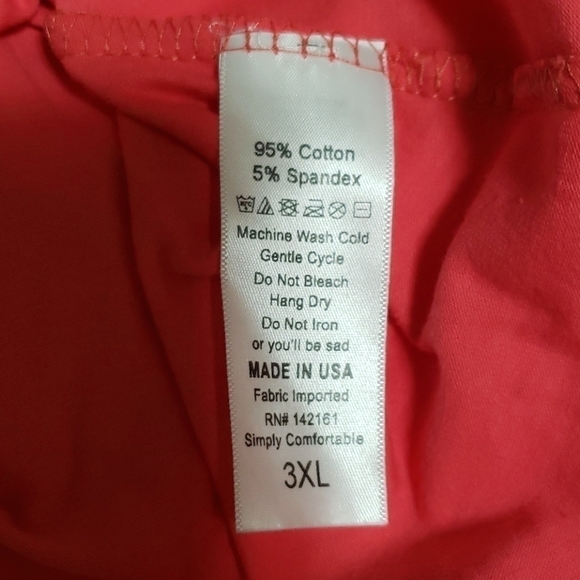 95% Cotton
5% Spandex
Machine Wash Cold
Gentle Cycle
Do Not Bleach
Hang Dry
Do Not Iron
or you'll be sad
MADE IN USA
Fabric Imported
RN# 142161
Simply Comfortable
3XL